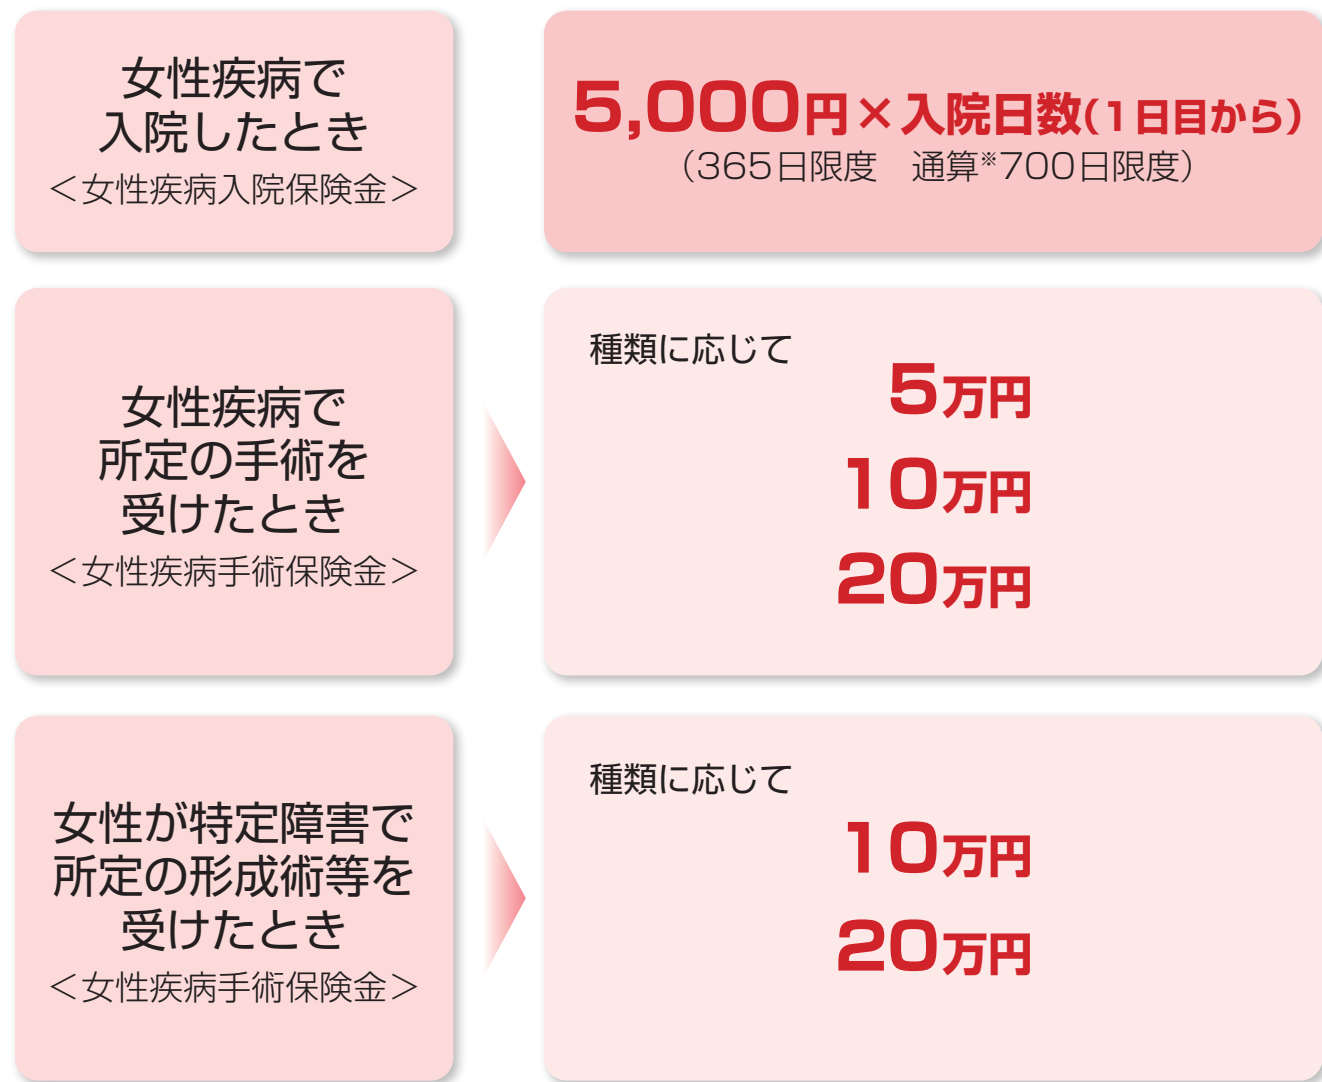 女性疾病で
入院したとき
＜女性疾病入院保険金＞
5,000円×入院日数(1日目から)
（365日限度　通算※700日限度）
女性疾病で
所定の手術を
受けたとき
＜女性疾病手術保険金＞
種類に応じて
5万円
10万円
20万円
女性が特定障害で
所定の形成術等を
受けたとき
＜女性疾病手術保険金＞
種類に応じて
10万円
20万円